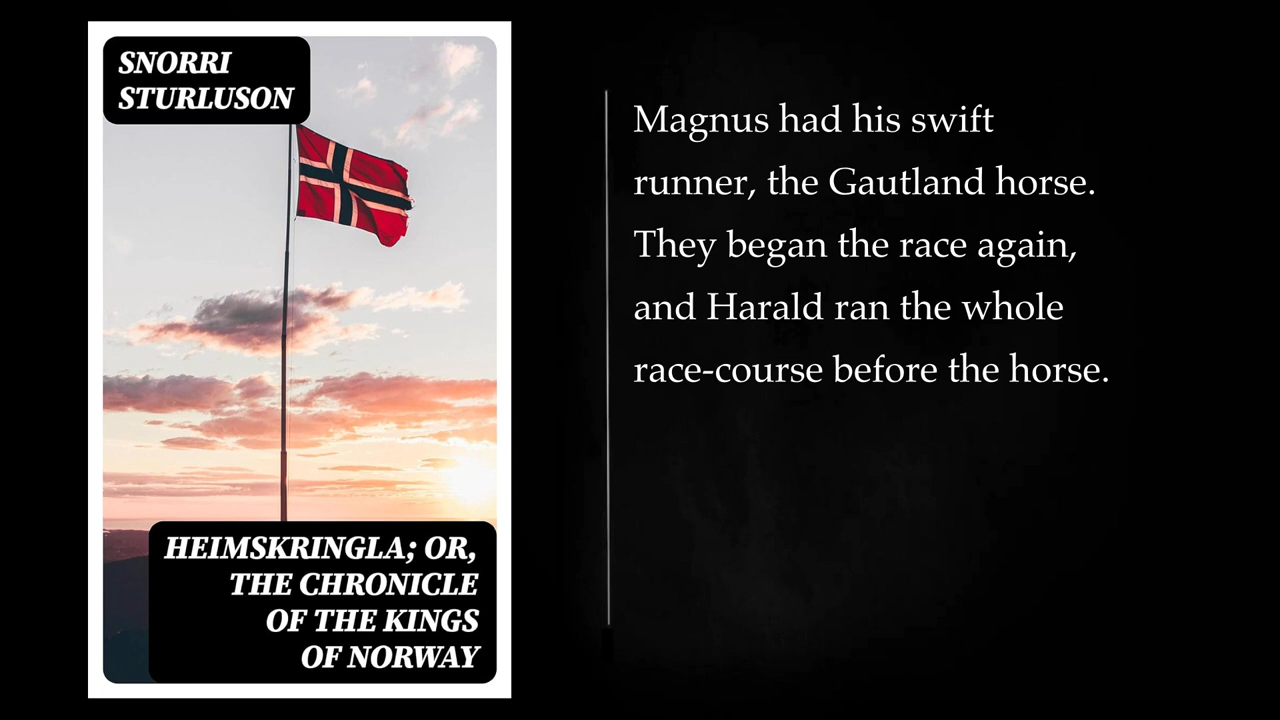 SNORRI
STURLUSON
HEIMSKRINGLA; OR,
THE CHRONICLE
OF THE KINGS
OF NORWAY
Magnus had his swift
runner, the Gautland horse.
They began the race again,
and Harald ran the whole
race-course before the horse.